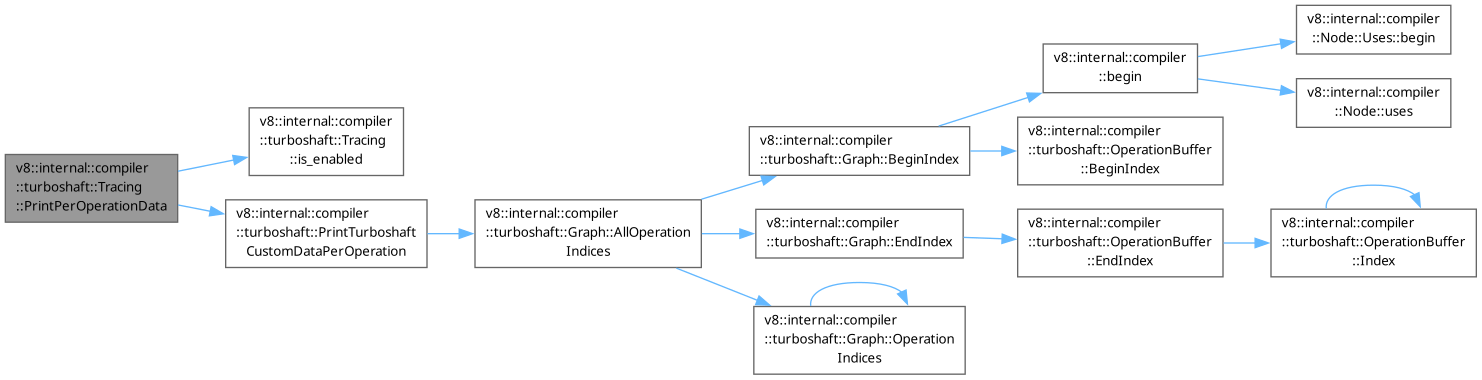 v8::internal::compiler
::turboshaft::Tracing
::PrintPerOperationData
v8::internal::compiler
::turboshaft::Tracing
::is_enabled
v8::internal::compiler
::turboshaft::PrintTurboshaft
CustomDataPerOperation
v8::internal::compiler
::turboshaft::Graph::AllOperation
Indices
v8::internal::compiler
::turboshaft::Graph::BeginIndex
v8::internal::compiler
::begin
v8::internal::compiler
::Node::Uses::begin
v8::internal::compiler
::Node::uses
v8::internal::compiler
::turboshaft::OperationBuffer
::BeginIndex
v8::internal::compiler
::turboshaft::Graph::EndIndex
v8::internal::compiler
::turboshaft::OperationBuffer
::EndIndex
v8::internal::compiler
::turboshaft::OperationBuffer
::Index
v8::internal::compiler
::turboshaft::Graph::Operation
Indices